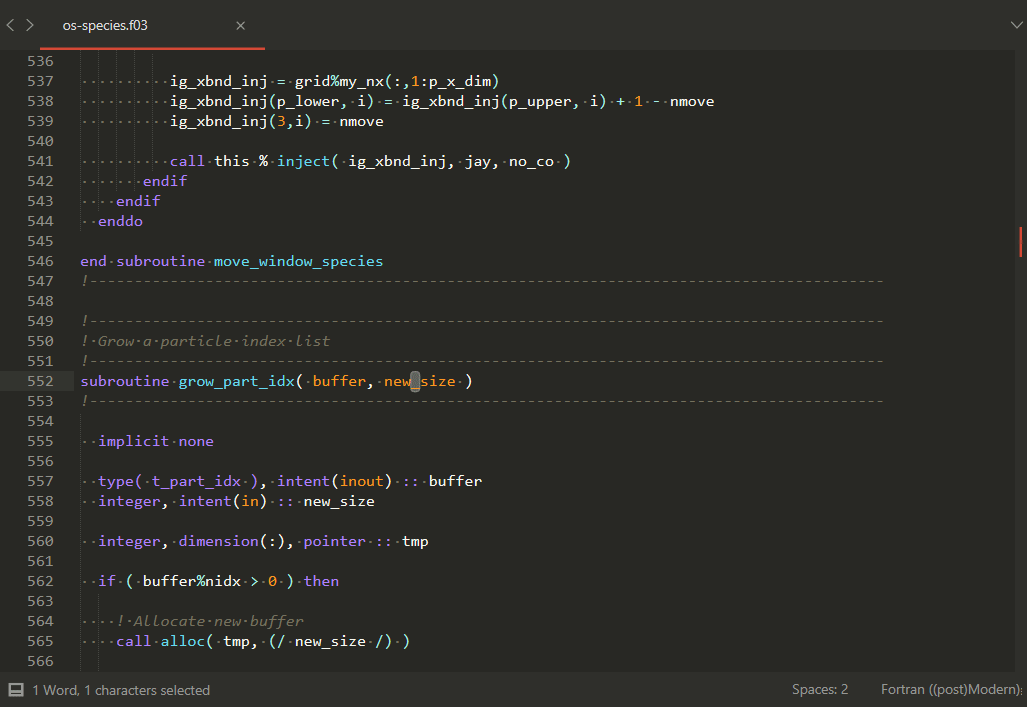 os-species.f03
536
537 ··········ig_xbnd_inj·=·grid%my_nx(:,1:p_x_dim)
538 ··········ig_xbnd_inj(p_lower,·i)·=·ig_xbnd_inj(p_upper,·i)·+·1·-·nmove
539 ··········ig_xbnd_inj(3,i)·=·nmove
540
541 ··········call·this·%·inject(·ig_xbnd_inj,·jay,·no_co·)
542 ·······endif
543 ····endif
544 ··enddo
545
546 end·subroutine·move_window_species
547 !-----------------------------------------------------------------------------------------
548
549 !-----------------------------------------------------------------------------------------
550 !·Grow·a·particle·index·list
551 !-----------------------------------------------------------------------------------------
552 subroutine·grow_part_idx(·buffer,·new_size·)
553 !-----------------------------------------------------------------------------------------
554
555 ··implicit·none
556
557 ··type(·t_part_idx·),·intent(inout)·::·buffer
558 ··integer,·intent(in)·::·new_size
559
560 ··integer,·dimension(:),·pointer·::·tmp
561
562 ··if·(·buffer%nidx·>·0·)·then
563
564 ····!·Allocate·new·buffer
565 ····call·alloc(·tmp,·(/·new_size·/)·)
566
1 Word, 1 characters selected
Spaces: 2
Fortran ((post)Modern)